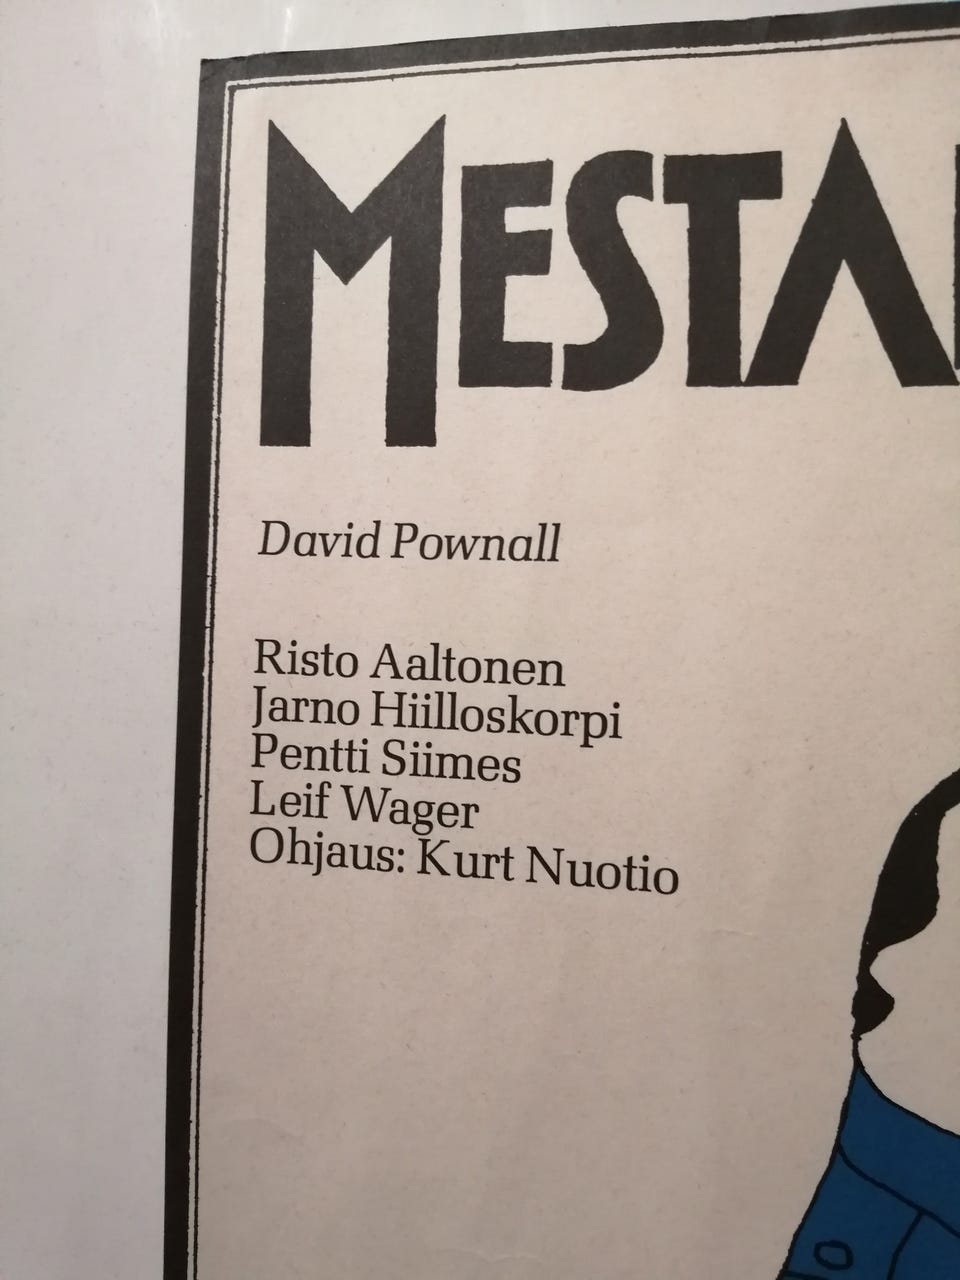 MESTA
David Pownall
Risto Aaltonen
Jarno Hiilloskorpi
Pentti Siimes
Leif Wager
Ohjaus: Kurt Nuotio